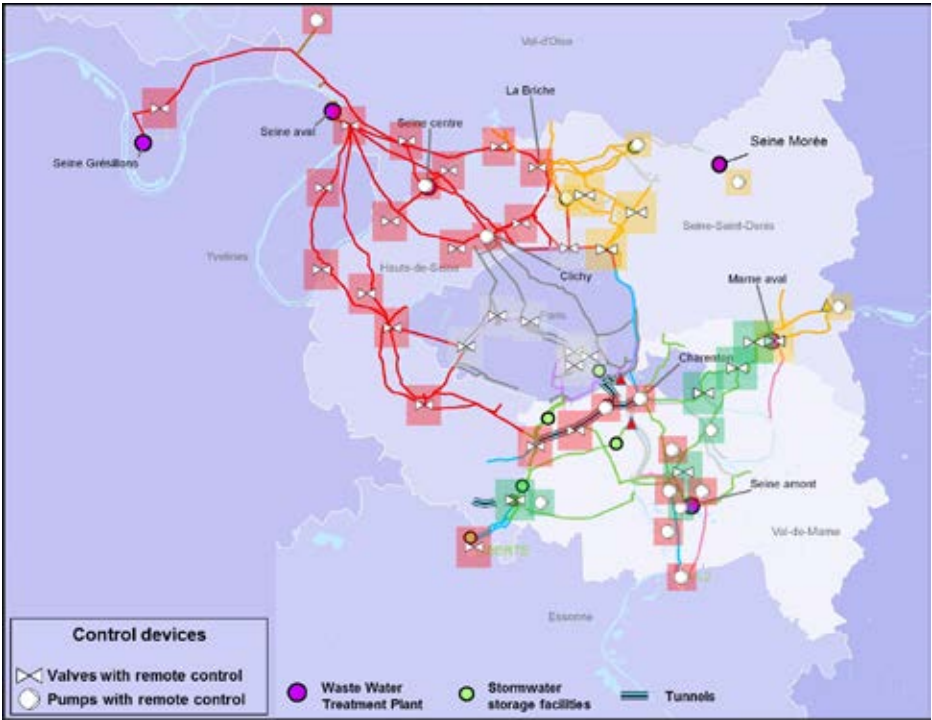 Val-d'Oise
La Briche
Seine aval
Seine centre
Seine Grésillons
Seine Morée
Seine-Saint-Denis
Yvelines
Hauts-de-Seine
Clichy
Marne aval
Paris
Charenton
Seine amont
Val-de-Marne
Essonne
Control devices
Valves with remote control
Pumps with remote control
Waste Water
Treatment Plant
Stormwater
storage facilities
Tunnels